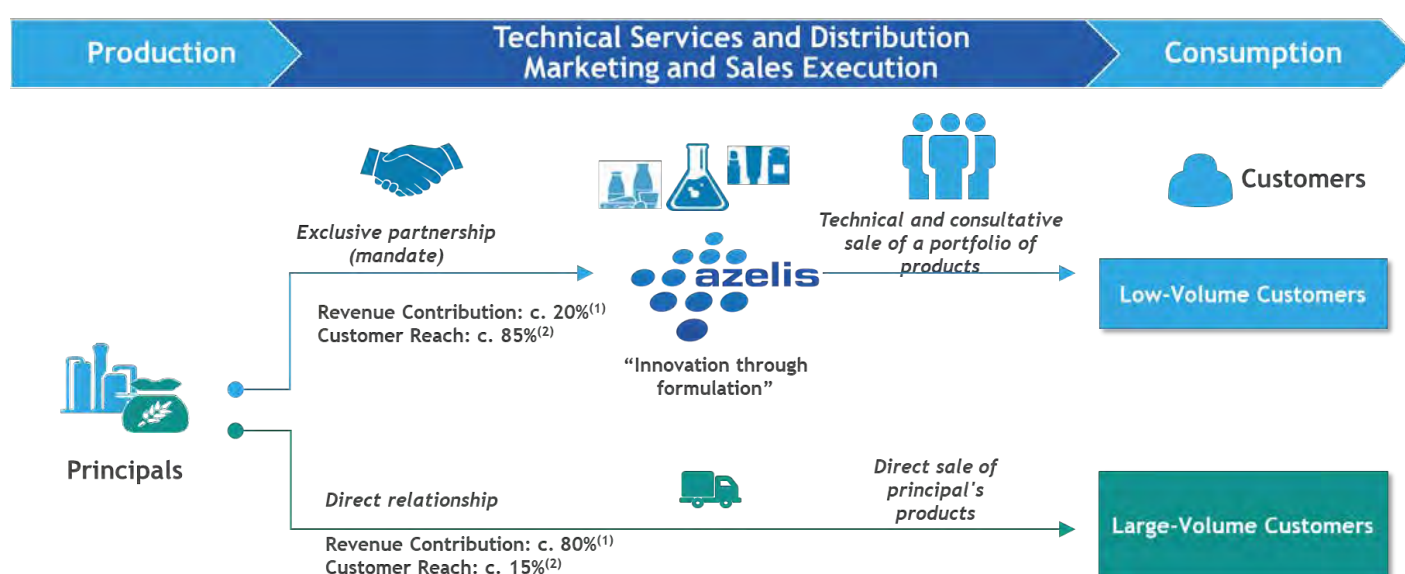 Production
Technical Services and Distribution
Marketing and Sales Execution
Consumption
Customers
Exclusive partnership
(mandate)
Technical and consultative
sale of a portfolio of
products
azelis
Low-Volume Customers
Revenue Contribution: c. 20%(1)
Customer Reach: c. 85%(2)
“Innovation through
formulation”
Principals
Direct relationship
Direct sale of
principal's
products
Large-Volume Customers
Revenue Contribution: c. 80%(1)
Customer Reach: c. 15%(2)